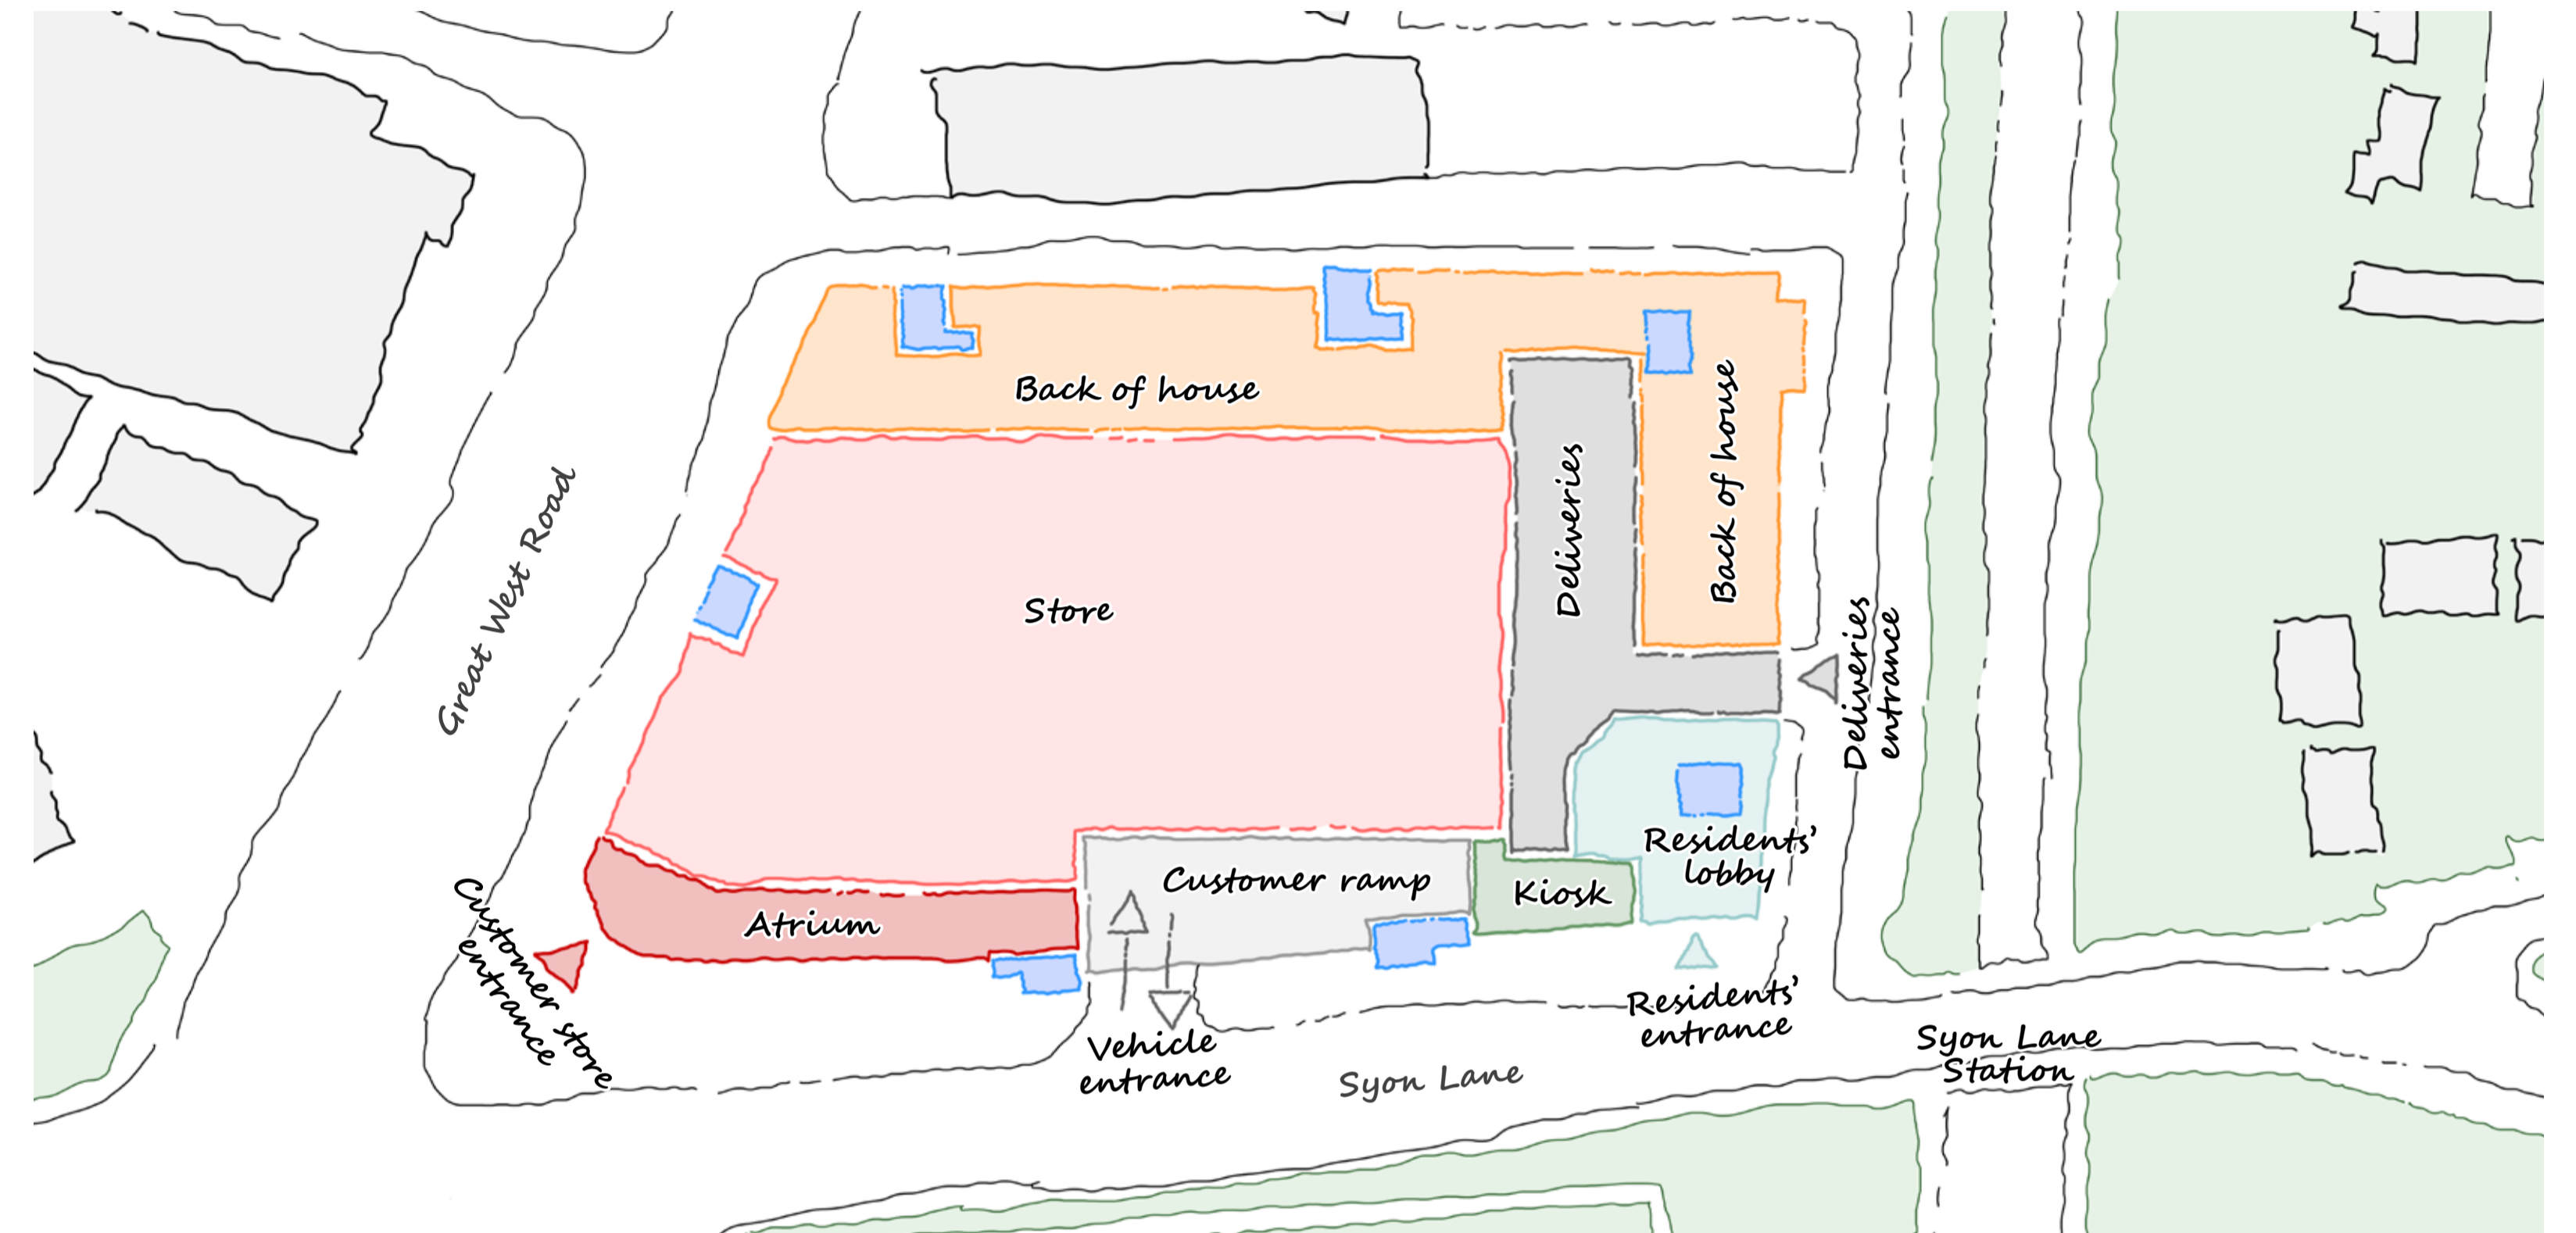 Back of house
Back of house
Deliveries
Great West Road
Store
Deliveries
entrance
Residents'
lobby
Customer ramp
Kiosk
Atrium
Customer store
entrance
Residents'
entrance
Vehicle
entrance
Syon Lane
Syon Lane
Station